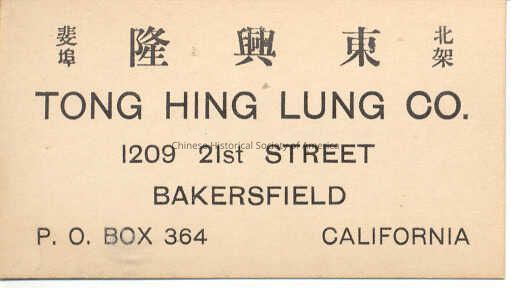 北架 東興隆 斐埠
TONG HING LUNG CO.
Chinese Historical Society of America
1209 21st STREET
BAKERSFIELD
P. O. BOX 364 CALIFORNIA